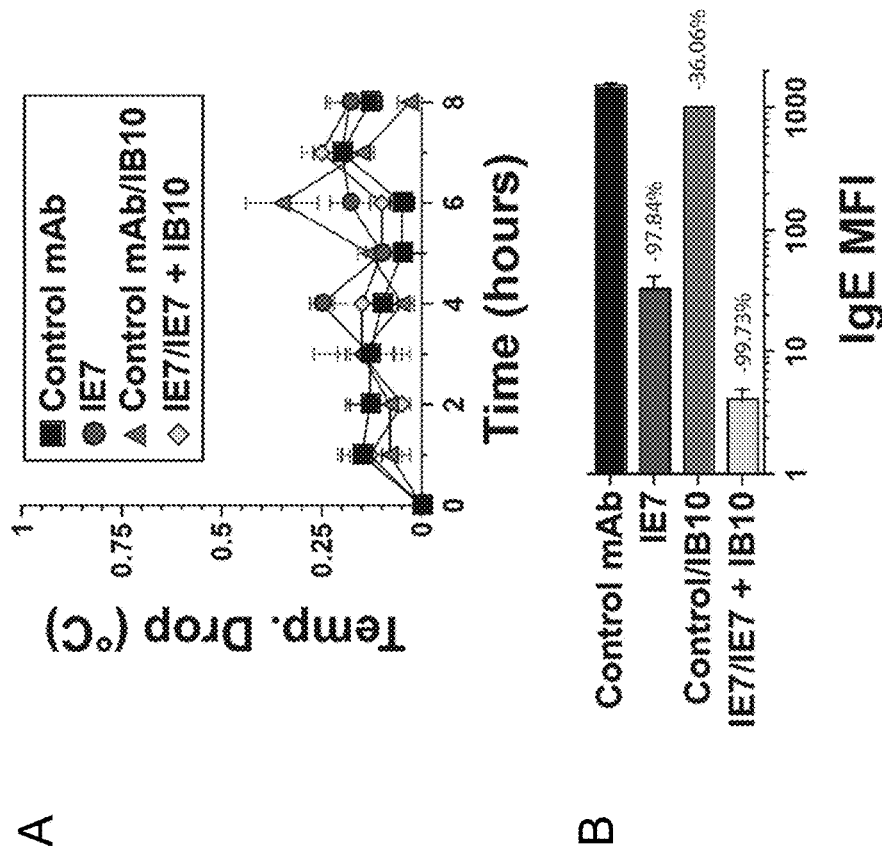 A
Temp. Drop (°C)
1
0.75
0.5
0.25
0
Control mAb
IE7
Control mAb/IB10
IE7/IE7 + IB10
0 2 4 6 8
Time (hours)
B
Control mAb
IE7
Control/IB10
IE7/IE7 + IB10
-97.84%
-36.06%
-99.73%
1 10 100 1000
IgE MFI